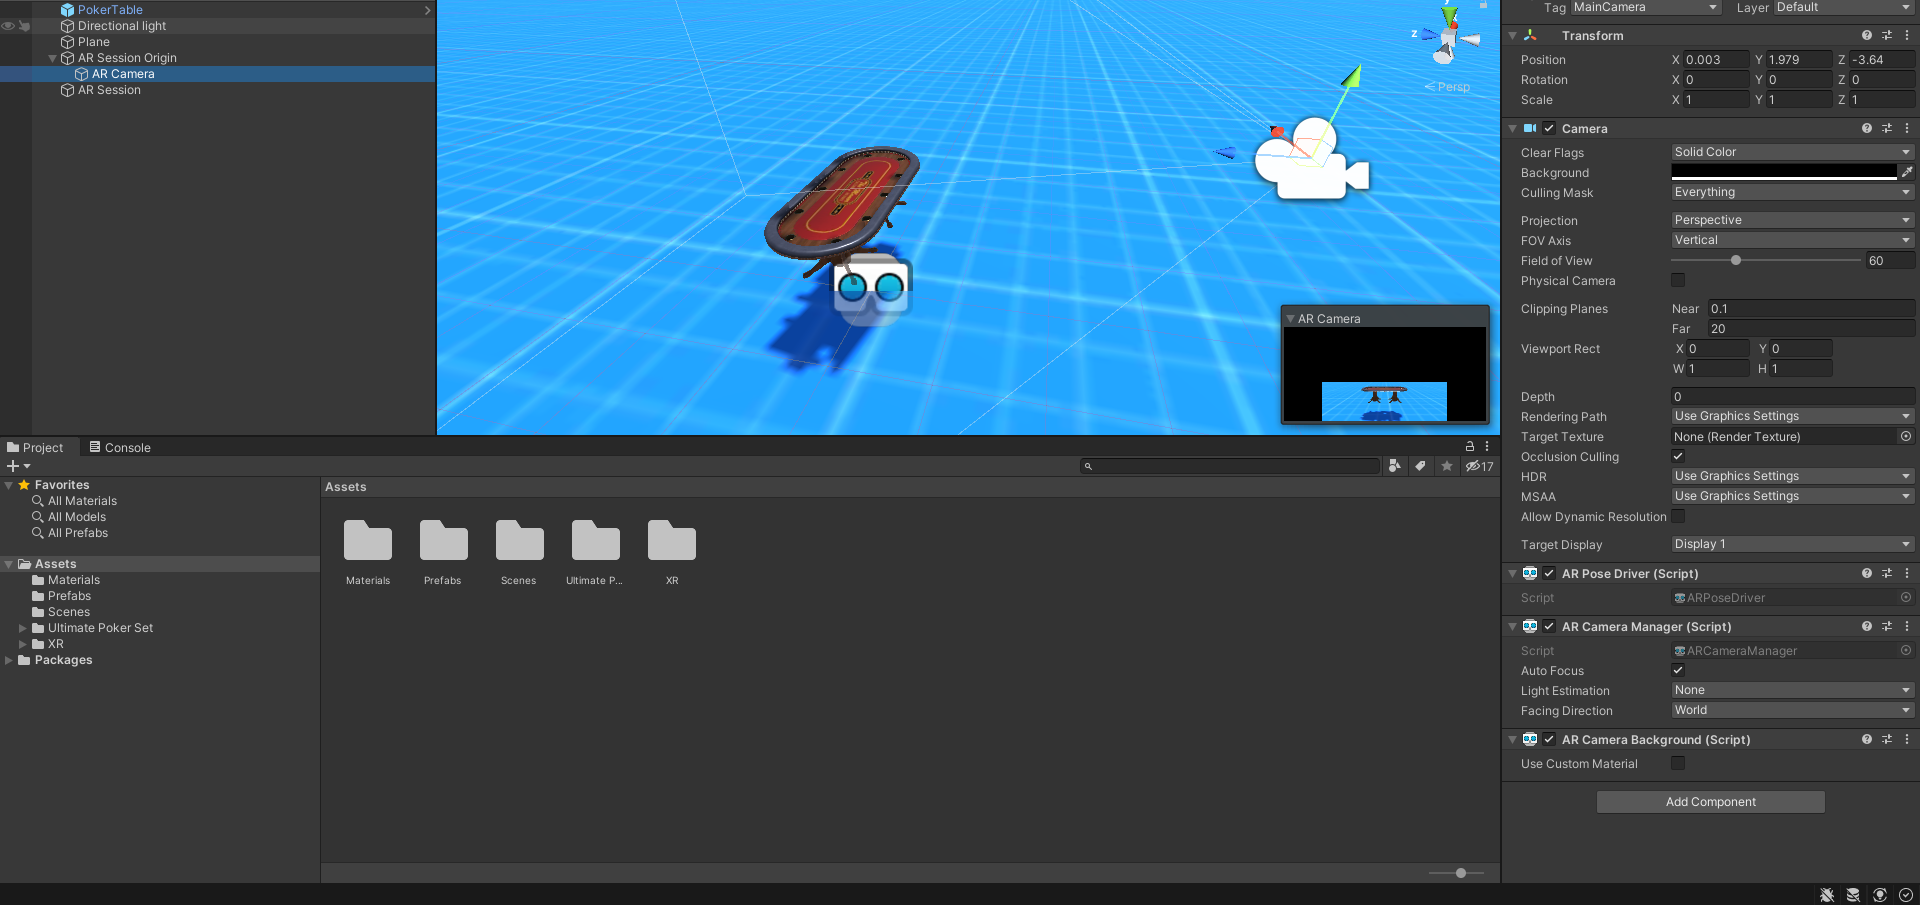 PokerTable
Directional light
Plane
AR Session Origin
AR Camera
AR Session
y
x
z
Persp
AR Camera
Tag MainCamera Layer Default
Transform
Position X 0.003 Y 1.979 Z -3.64
Rotation X 0 Y 0 Z 0
Scale X 1 Y 1 Z 1
Camera
Clear Flags Solid Color
Background
Culling Mask Everything
Projection Perspective
FOV Axis Vertical
Field of View 60
Physical Camera
Clipping Planes Near 0.1
Far 20
Viewport Rect X 0 Y 0
W 1 H 1
Depth 0
Rendering Path Use Graphics Settings
Target Texture None (Render Texture)
Occlusion Culling
HDR Use Graphics Settings
MSAA Use Graphics Settings
Allow Dynamic Resolution
Target Display Display 1
AR Pose Driver (Script)
Script ARPoseDriver
AR Camera Manager (Script)
Script ARCameraManager
Auto Focus
Light Estimation None
Facing Direction World
AR Camera Background (Script)
Use Custom Material
Add Component
Project Console
17
Favorites
All Materials
All Models
All Prefabs
Assets
Materials
Prefabs
Scenes
Ultimate Poker Set
XR
Packages
Assets
Materials Prefabs Scenes Ultimate P... XR